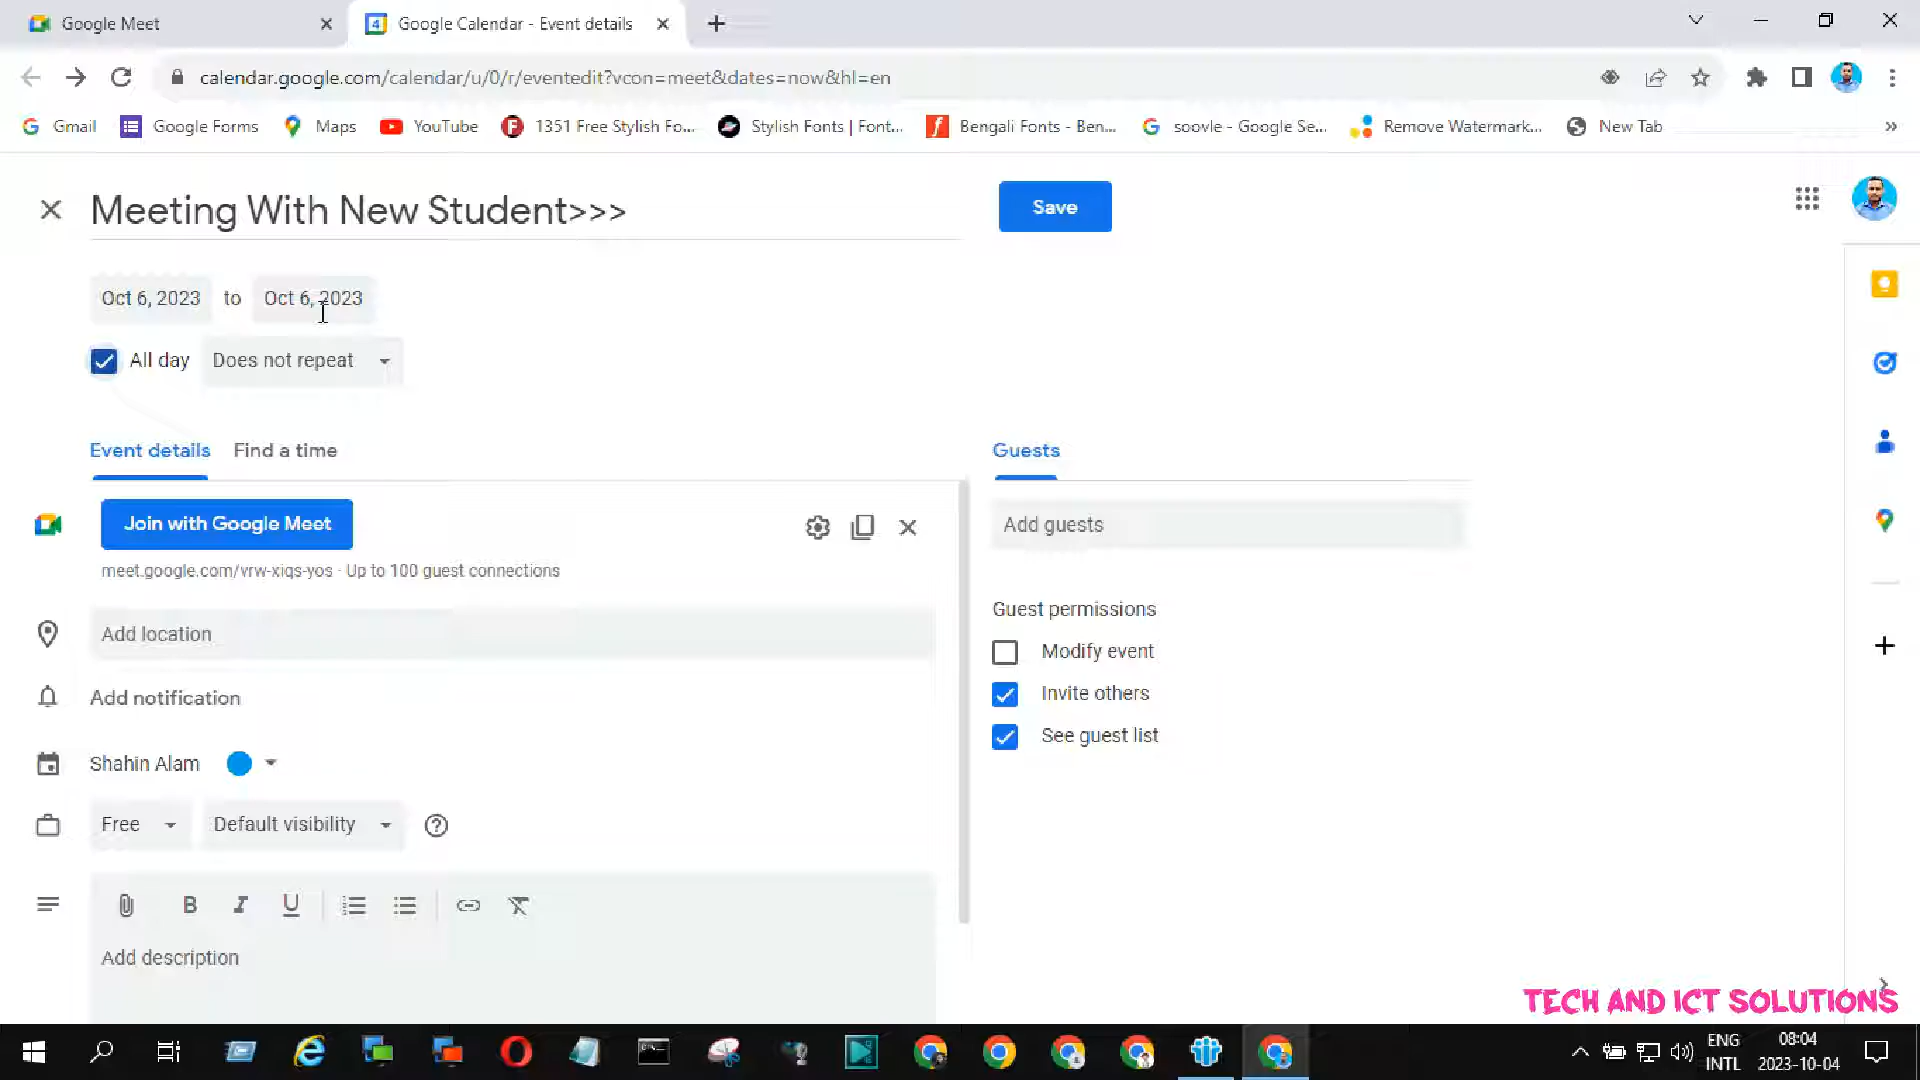 Google Meet
Google Calendar - Event details
calendar.google.com/calendar/u/0/r/eventedit?vcon=meet&dates=now&hl=en
Gmail Google Forms Maps YouTube 1351 Free Stylish Fo... Stylish Fonts | Font... Bengali Fonts - Ben... soovle - Google Se... Remove Watermark... New Tab »
Meeting With New Student>>>
Save
Oct 6, 2023 to Oct 6, 2023
All day Does not repeat
Event details Find a time
Guests
Join with Google Meet
meet.google.com/vrw-xiqs-yos · Up to 100 guest connections
Add guests
Guest permissions
Add location
Modify event
Add notification
Invite others
See guest list
Shahin Alam
Free Default visibility
B I U
Add description
TECH AND ICT SOLUTIONS
ENG
INTL
08:04
2023-10-04